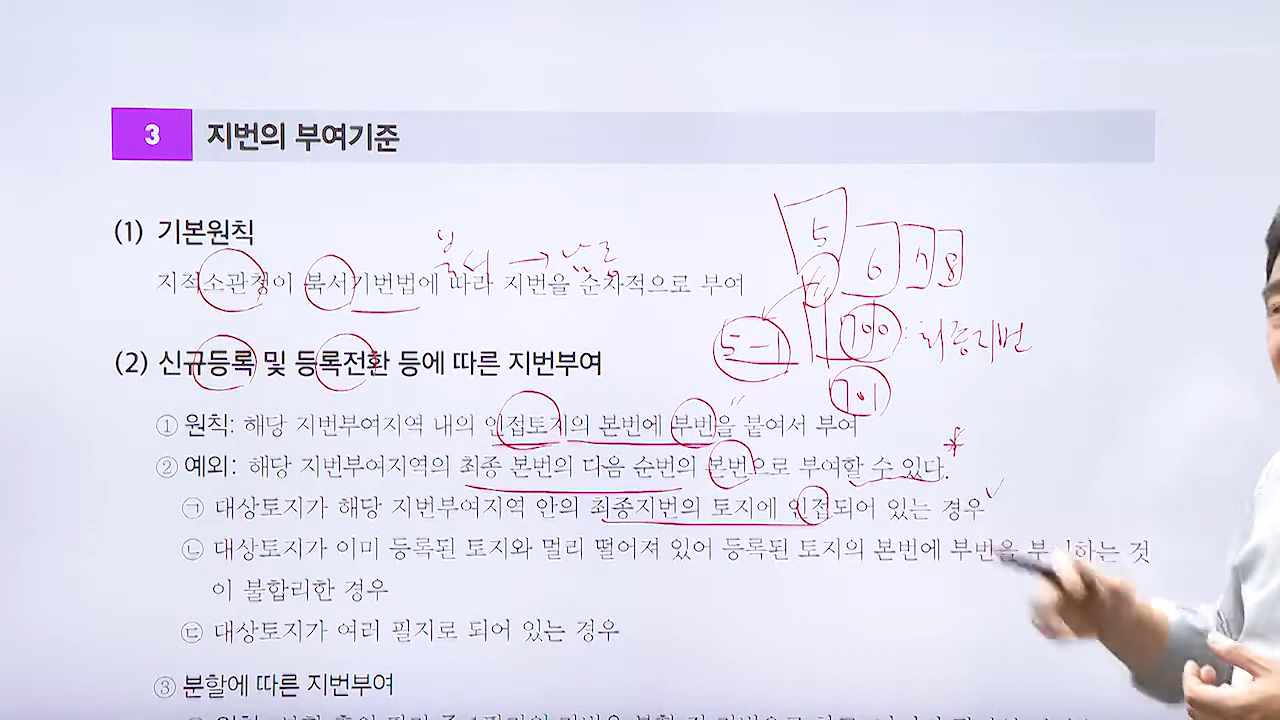 3 지번의 부여기준
(1) 기본원칙
북서 → 남동
지적소관청이 북서기번법에 따라 지번을 순차적으로 부여
5
6 7 8
5-1
700 : 최종지번
701
(2) 신규등록 및 등록전환 등에 따른 지번부여
① 원칙: 해당 지번부여지역 내의 인접토지의 본번에 부번을 붙여서 부여
② 예외: 해당 지번부여지역의 최종 본번의 다음 순번의 본번으로 부여할 수 있다.
㉠ 대상토지가 해당 지번부여지역 안의 최종지번의 토지에 인접되어 있는 경우
㉡ 대상토지가 이미 등록된 토지와 멀리 떨어져 있어 등록된 토지의 본번에 부번을 부여하는 것
이 불합리한 경우
㉢ 대상토지가 여러 필지로 되어 있는 경우
③ 분할에 따른 지번부여